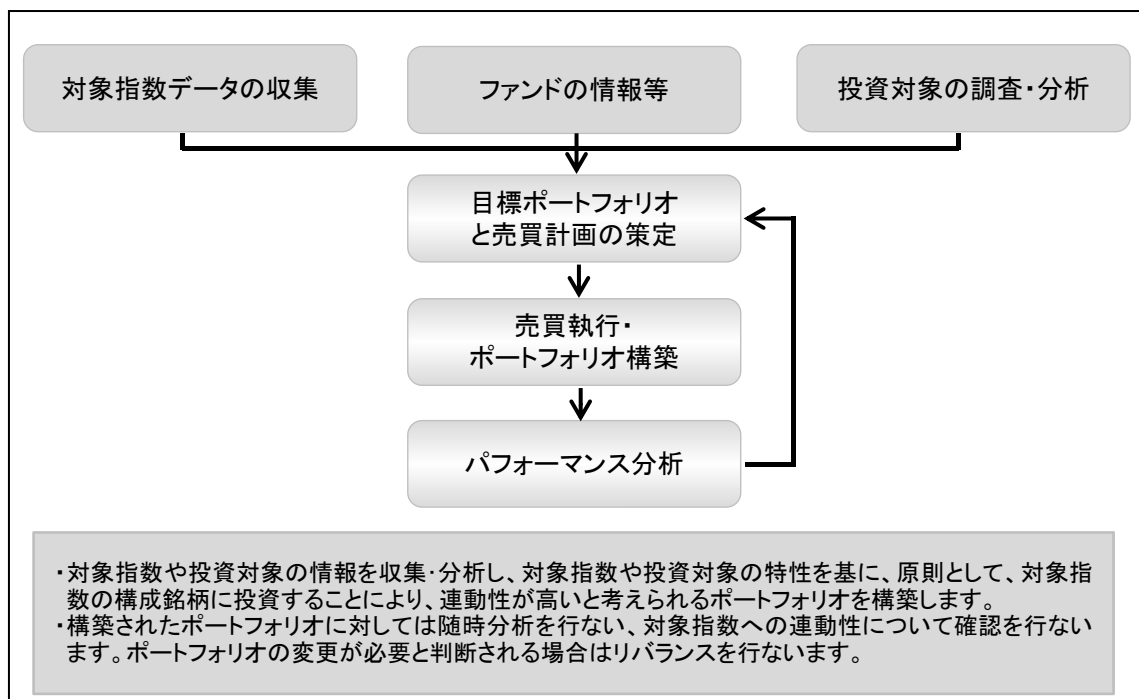 対象指数データの収集
ファンドの情報等
投資対象の調査・分析
目標ポートフォリオ
と売買計画の策定
売買執行・
ポートフォリオ構築
パフォーマンス分析
・対象指数や投資対象の情報を収集・分析し、対象指数や投資対象の特性を基に、原則として、対象指
数の構成銘柄に投資することにより、連動性が高いと考えられるポートフォリオを構築します。
・構築されたポートフォリオに対しては随時分析を行ない、対象指数への連動性について確認を行ない
ます。ポートフォリオの変更が必要と判断される場合はリバランスを行ないます。